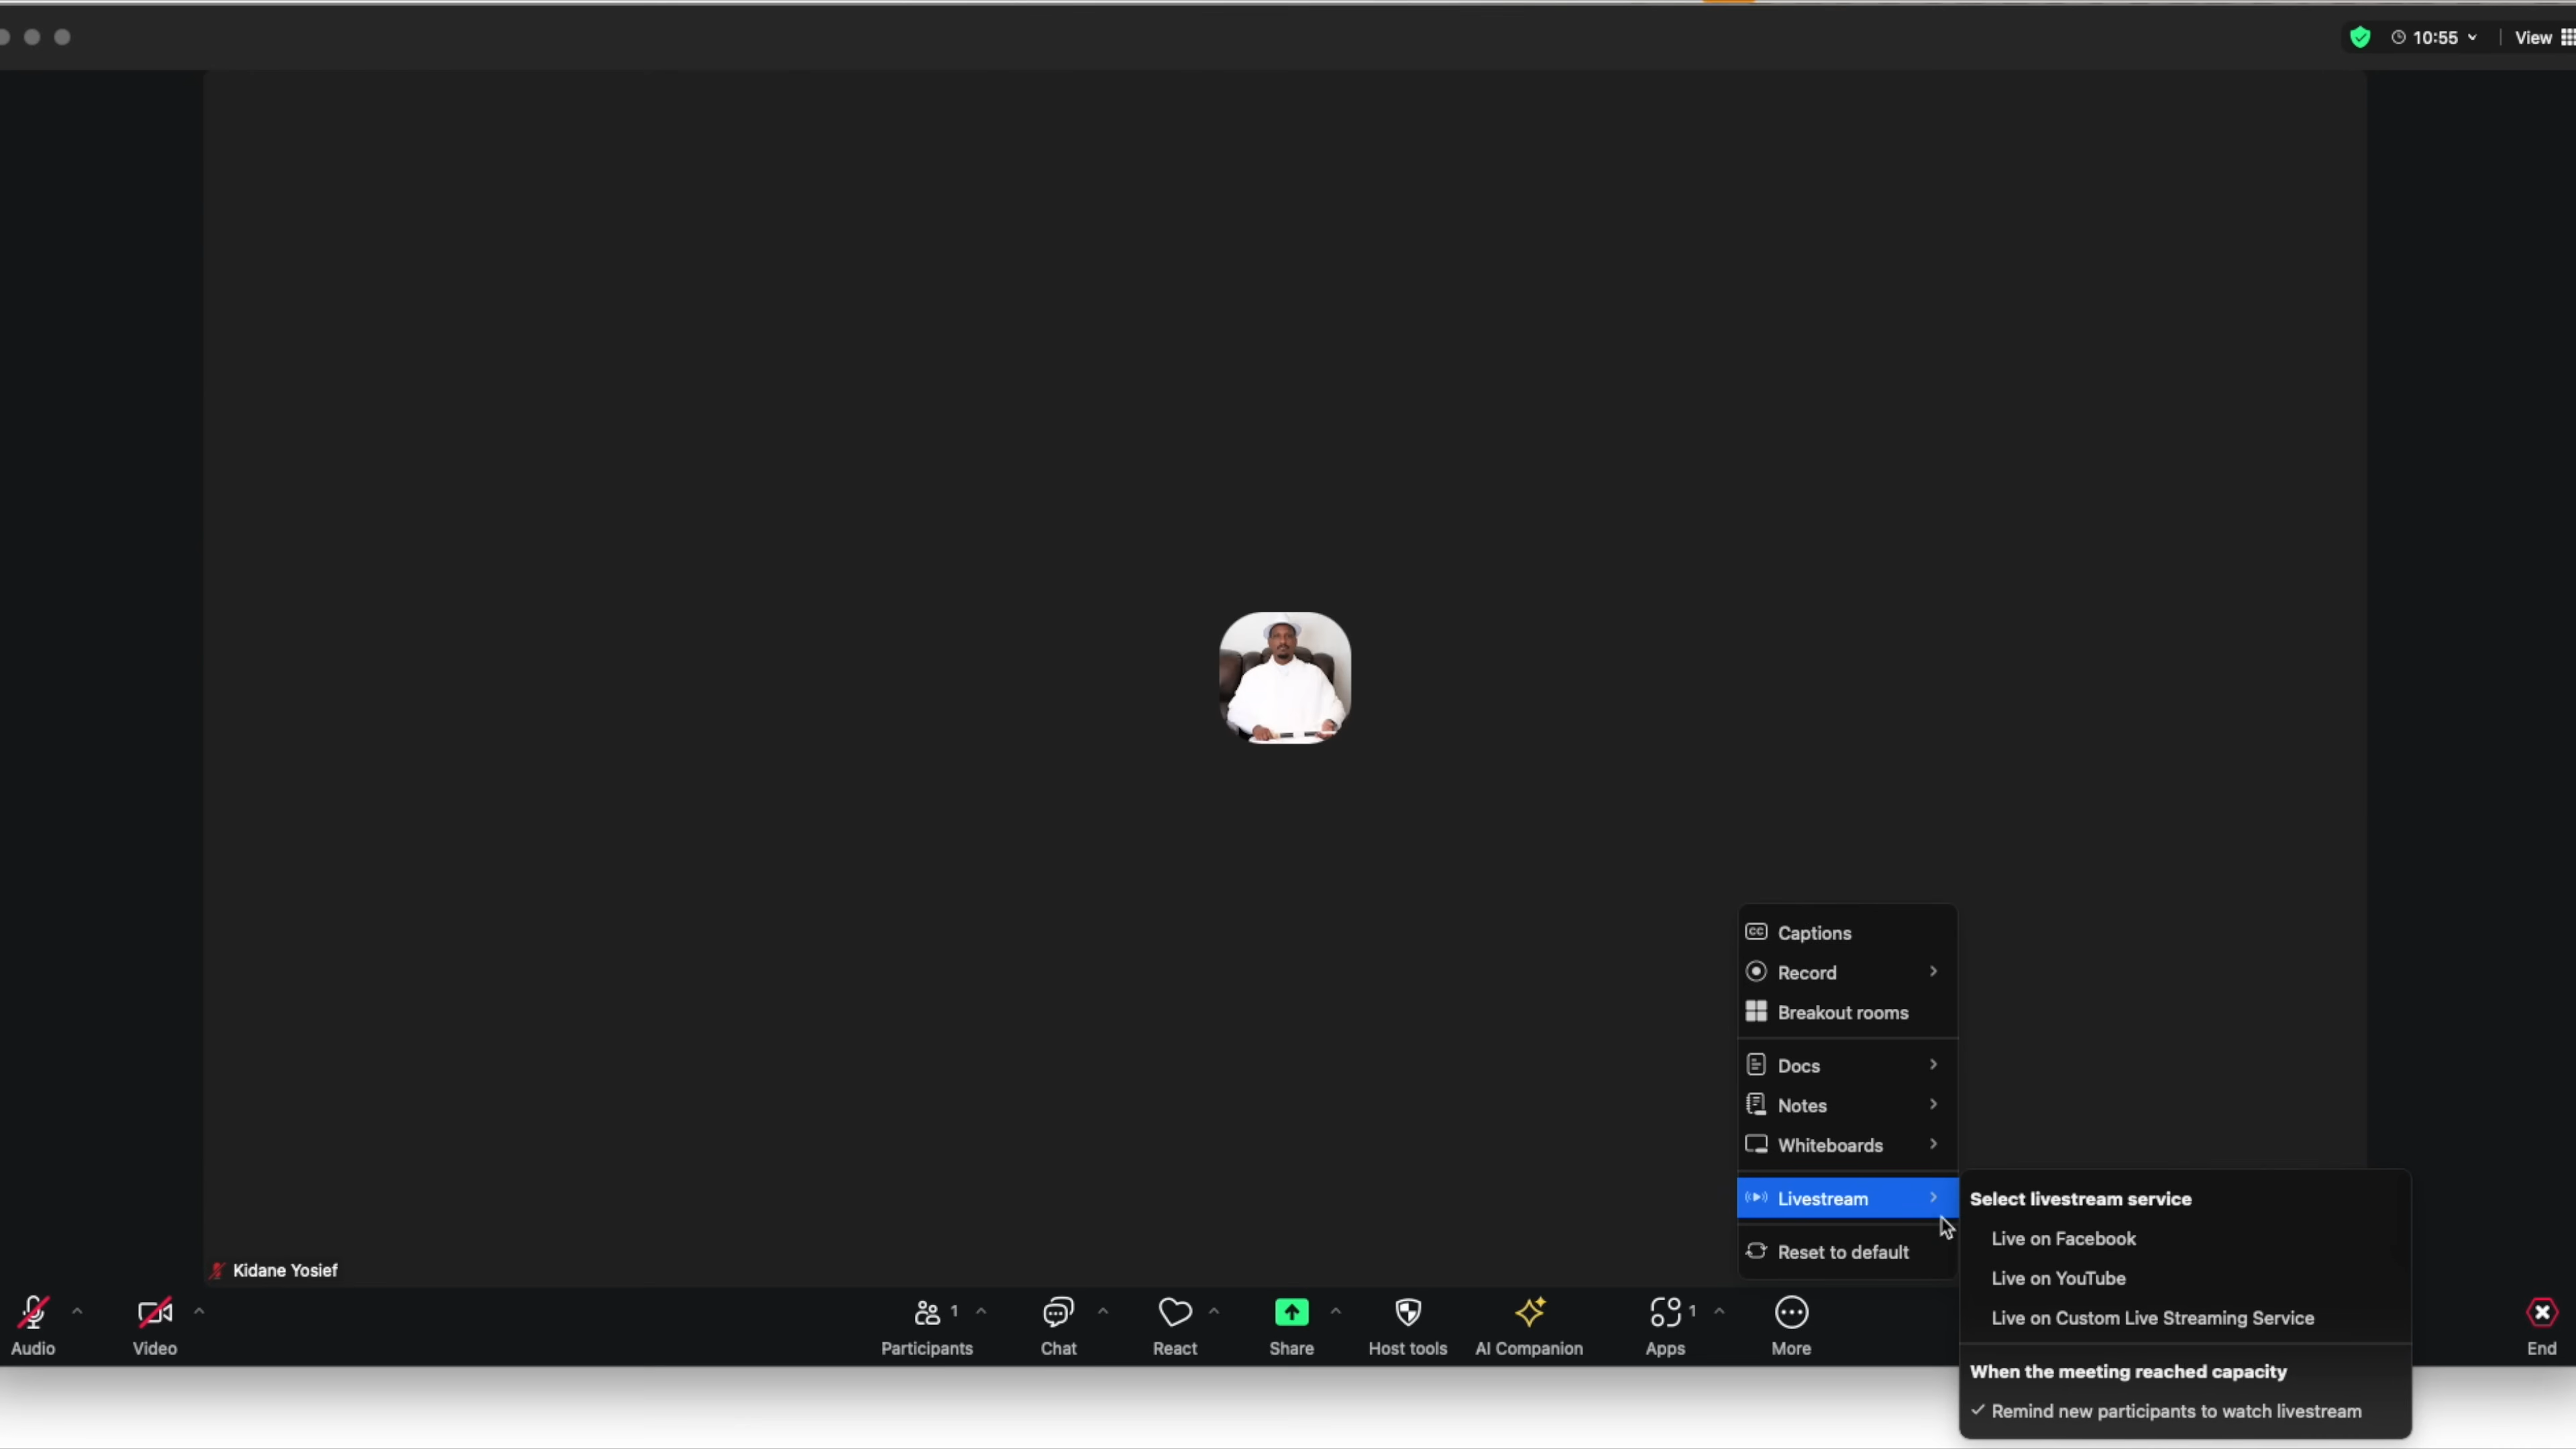 10:55
View
CC Captions
Record
Breakout rooms
Docs
Notes
Whiteboards
Livestream
Reset to default
Select livestream service
Live on Facebook
Live on YouTube
Live on Custom Live Streaming Service
When the meeting reached capacity
Remind new participants to watch livestream
Kidane Yosief
1
1
Audio
Video
Participants
Chat
React
Share
Host tools
AI Companion
Apps
More
End